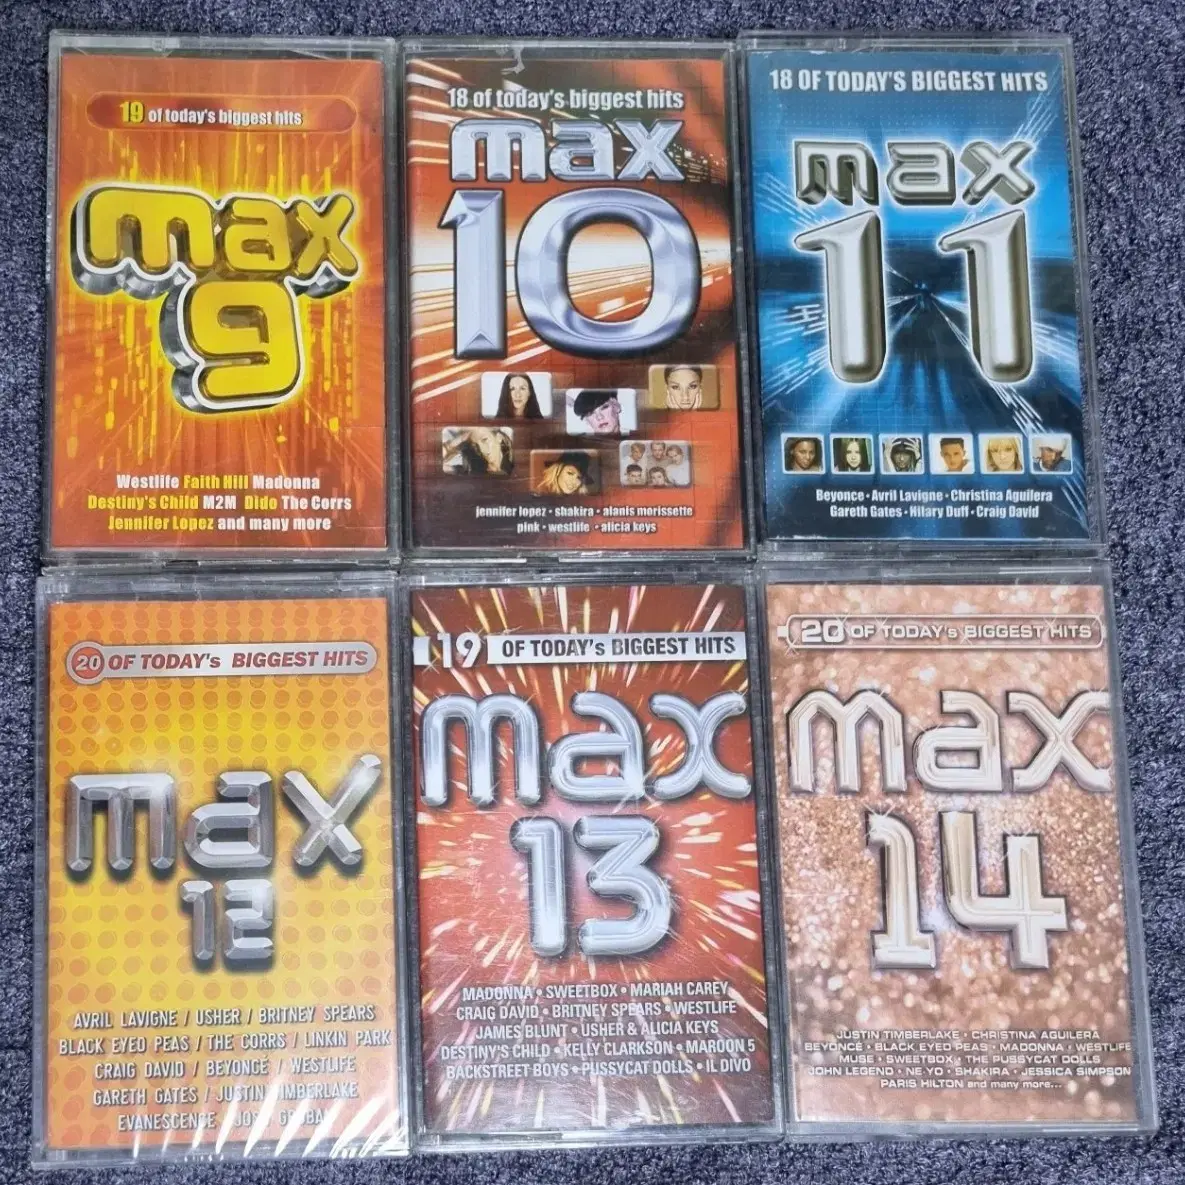 19 of today's biggest hits
max
9
Westlife Faith Hill Madonna
Destiny's Child M2M Dido The Corrs
Jennifer Lopez and many more
18 of today's biggest hits
max
10
jennifer lopez • shakira • alanis morissette
pink • westlife • alicia keys
18 OF TODAY'S BIGGEST HITS
max
11
Beyonce • Avril Lavigne • Christina Aguilera
Gareth Gates • Hilary Duff • Craig David
20 OF TODAY's BIGGEST HITS
max
12
AVRIL LAVIGNE / USHER / BRITNEY SPEARS
BLACK EYED PEAS / THE CORRS / LINKIN PARK
CRAIG DAVID / BEYONCÉ / WESTLIFE
GARETH GATES / JUSTIN TIMBERLAKE
EVANESCENCE / JOSH GROBAN
19 OF TODAY's BIGGEST HITS
max
13
MADONNA • SWEETBOX • MARIAH CAREY
CRAIG DAVID • BRITNEY SPEARS • WESTLIFE
JAMES BLUNT • USHER & ALICIA KEYS
DESTINY'S CHILD • KELLY CLARKSON • MAROON 5
BACKSTREET BOYS • PUSSYCAT DOLLS • IL DIVO
20 OF TODAY's BIGGEST HITS
max
14
JUSTIN TIMBERLAKE • CHRISTINA AGUILERA
BEYONCÉ • BLACK EYED PEAS • MADONNA • WESTLIFE
MUSE • SWEETBOX • THE PUSSYCAT DOLLS
JOHN LEGEND • NE-YO • SHAKIRA • JESSICA SIMPSON
PARIS HILTON and many more...